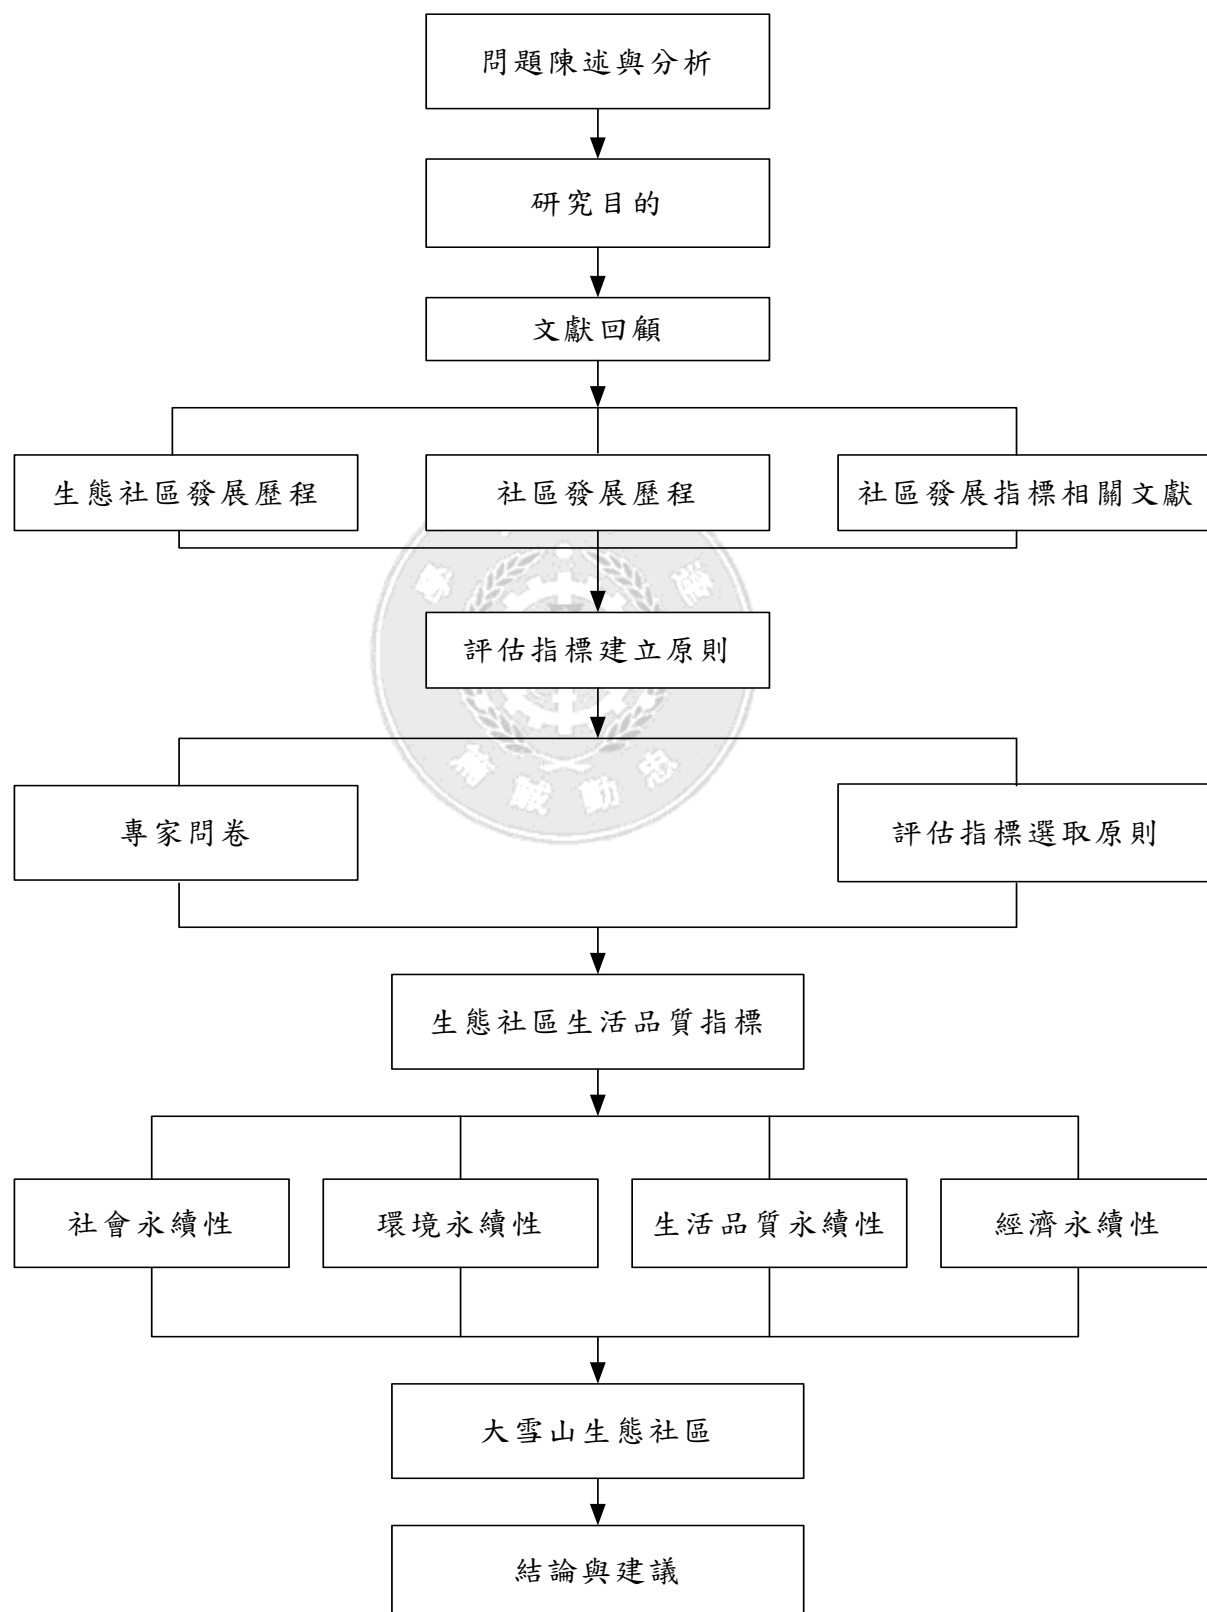 問題陳述與分析
研究目的
文獻回顧
生態社區發展歷程
社區發展歷程
社區發展指標相關文獻
評估指標建立原則
專家問卷
評估指標選取原則
生態社區生活品質指標
社會永續性
環境永續性
生活品質永續性
經濟永續性
大雪山生態社區
結論與建議